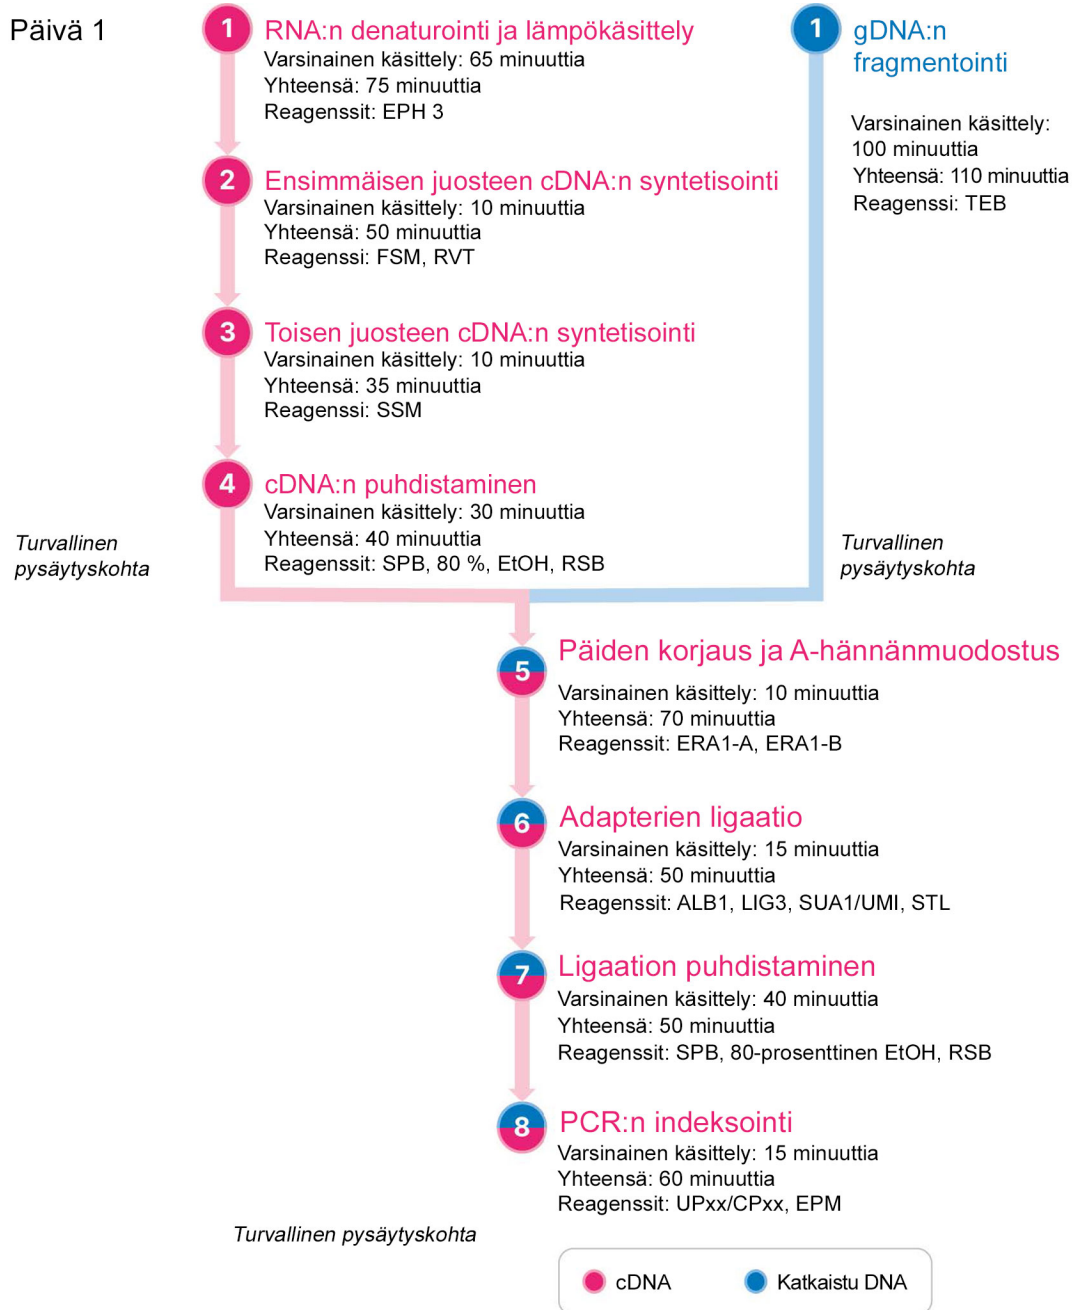 Päivä 1
1
RNA:n denaturointi ja lämpökäsittely
Varsinainen käsittely: 65 minuuttia
Yhteensä: 75 minuuttia
Reagenssit: EPH 3
1
gDNA:n
fragmentointi
Varsinainen käsittely:
100 minuuttia
Yhteensä: 110 minuuttia
Reagenssi: TEB
2
Ensimmäisen juosteen cDNA:n syntetisointi
Varsinainen käsittely: 10 minuuttia
Yhteensä: 50 minuuttia
Reagenssi: FSM, RVT
3
Toisen juosteen cDNA:n syntetisointi
Varsinainen käsittely: 10 minuuttia
Yhteensä: 35 minuuttia
Reagenssi: SSM
4
cDNA:n puhdistaminen
Varsinainen käsittely: 30 minuuttia
Yhteensä: 40 minuuttia
Reagenssit: SPB, 80 %, EtOH, RSB
Turvallinen
pysäytyskohta
Turvallinen
pysäytyskohta
5
Päiden korjaus ja A-hännänmuodostus
Varsinainen käsittely: 10 minuuttia
Yhteensä: 70 minuuttia
Reagenssit: ERA1-A, ERA1-B
6
Adapterien ligaatio
Varsinainen käsittely: 15 minuuttia
Yhteensä: 50 minuuttia
Reagenssit: ALB1, LIG3, SUA1/UMI, STL
7
Ligaation puhdistaminen
Varsinainen käsittely: 40 minuuttia
Yhteensä: 50 minuuttia
Reagenssit: SPB, 80-prosenttinen EtOH, RSB
8
PCR:n indeksointi
Varsinainen käsittely: 15 minuuttia
Yhteensä: 60 minuuttia
Reagenssit: UPxx/CPxx, EPM
Turvallinen pysäytyskohta
cDNA
Katkaistu DNA